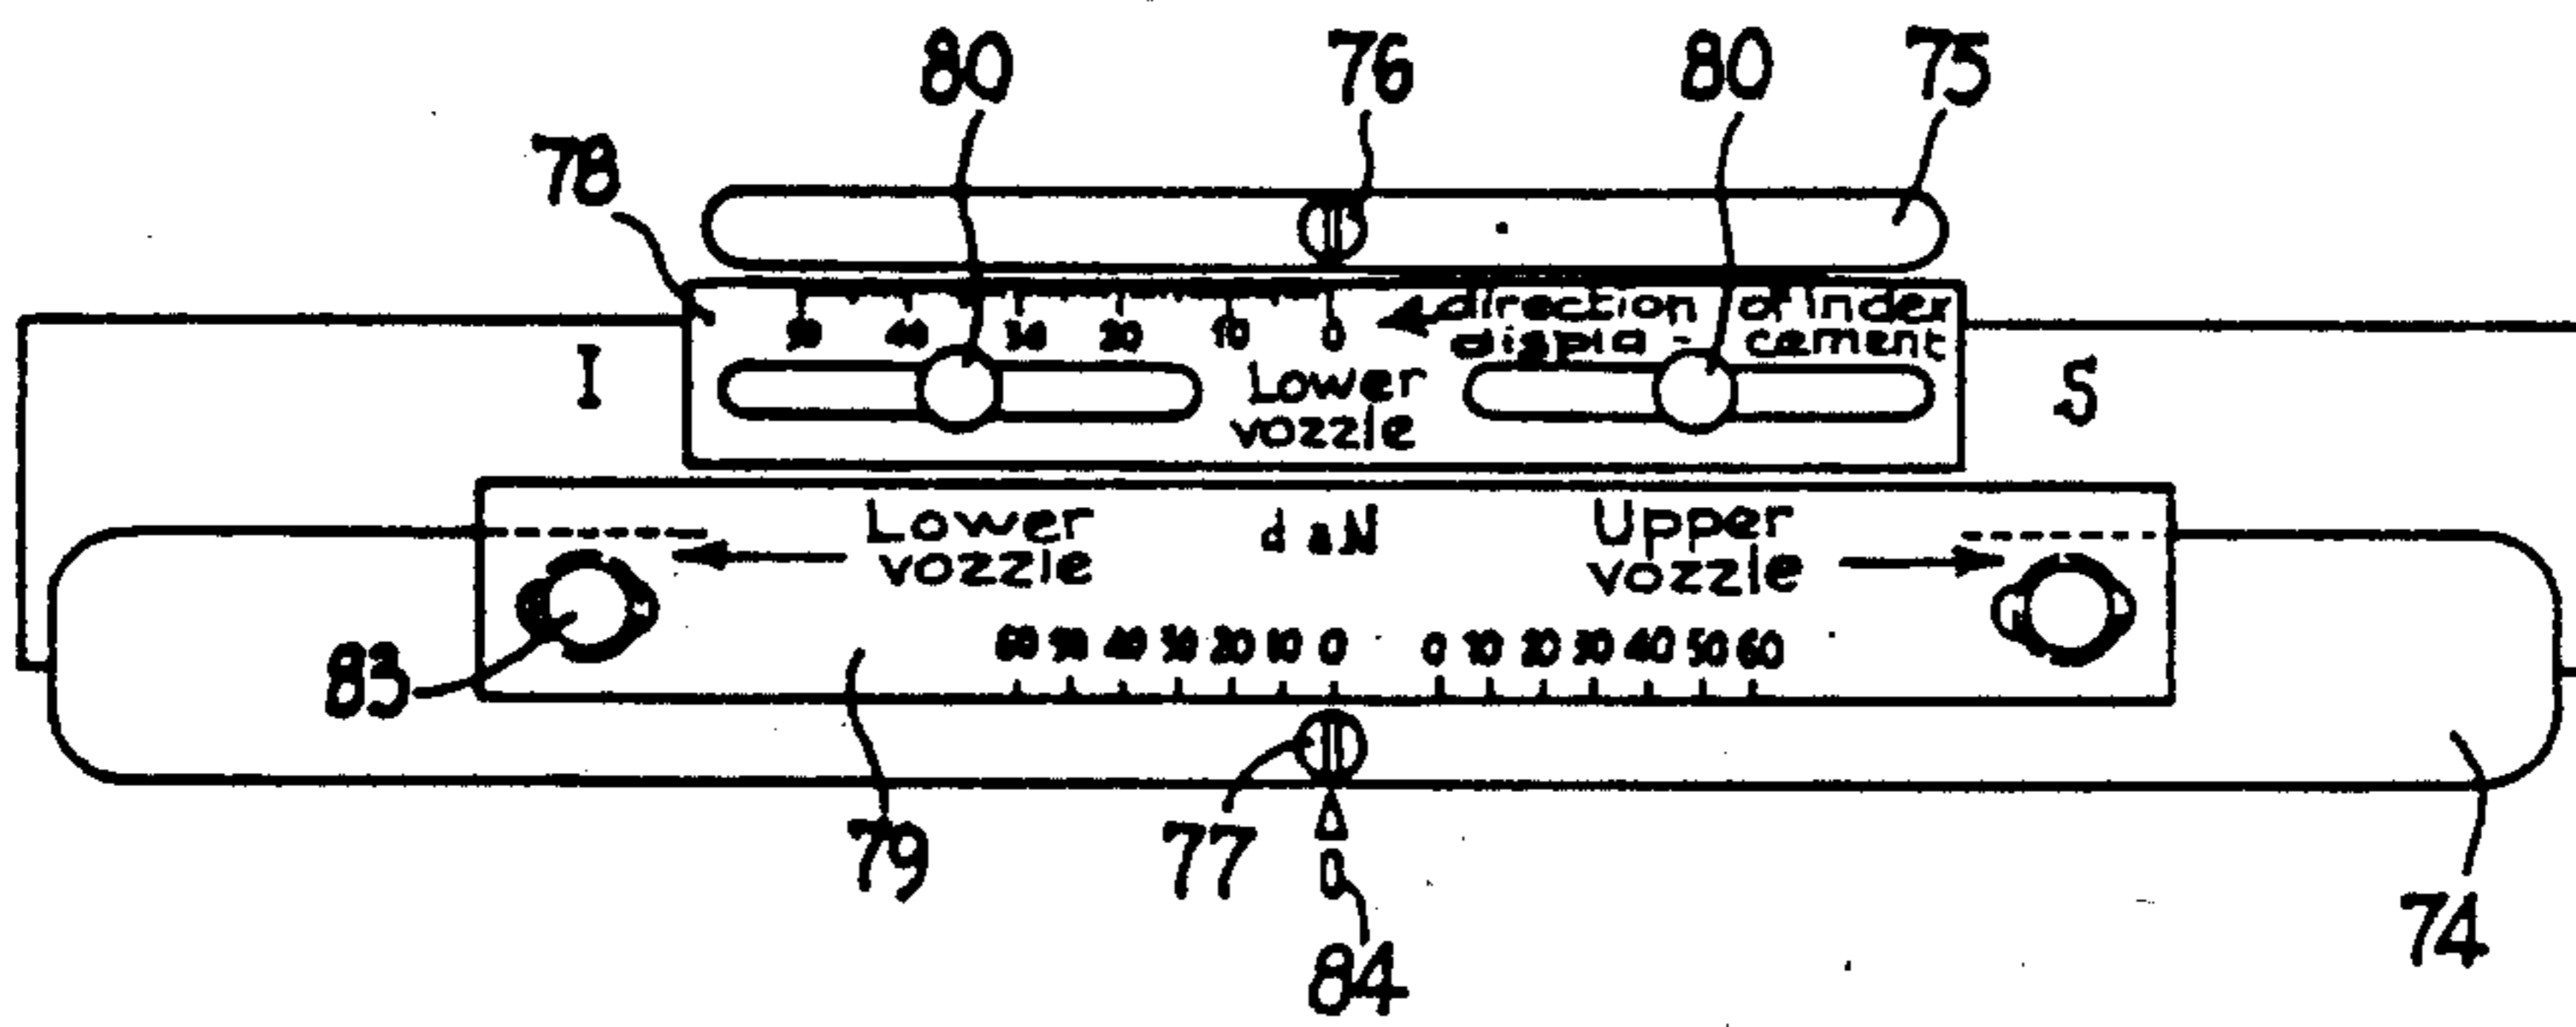 80 76 80 75
78
50 40 30 20 10 0 direction of index
displa - cement
I Lower S
vozzle
Lower d a N Upper
vozzle vozzle
83 60 50 40 30 20 10 0 0 10 20 30 40 50 60
79 77 0
84 74